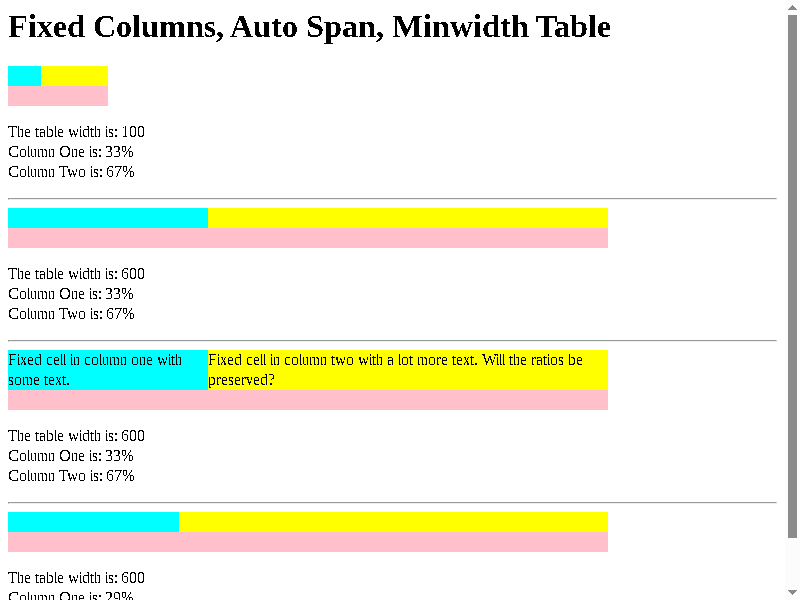 Fixed Columns, Auto Span, Minwidth Table
The table width is: 100
Column One is: 33%
Column Two is: 67%
The table width is: 600
Column One is: 33%
Column Two is: 67%
Fixed cell in column one with some text.
Fixed cell in column two with a lot more text. Will the ratios be preserved?
The table width is: 600
Column One is: 33%
Column Two is: 67%
The table width is: 600
Column One is: 29%